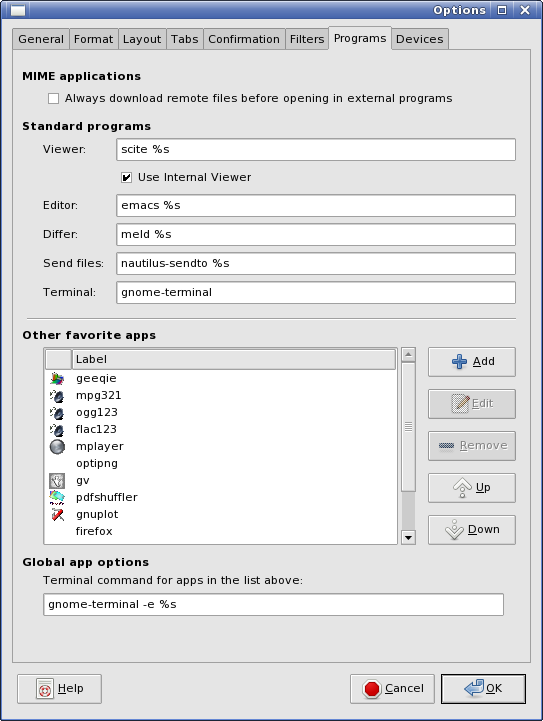 Options
General Format Layout Tabs Confirmation Filters Programs Devices
MIME applications
Always download remote files before opening in external programs
Standard programs
Viewer: scite %s
Use Internal Viewer
Editor: emacs %s
Differ: meld %s
Send files: nautilus-sendto %s
Terminal: gnome-terminal
Other favorite apps
Label
geeqie
mpg321
ogg123
flac123
mplayer
optipng
gv
pdfshuffler
gnuplot
firefox
Add
Edit
Remove
Up
Down
Global app options
Terminal command for apps in the list above:
gnome-terminal -e %s
Help Cancel OK